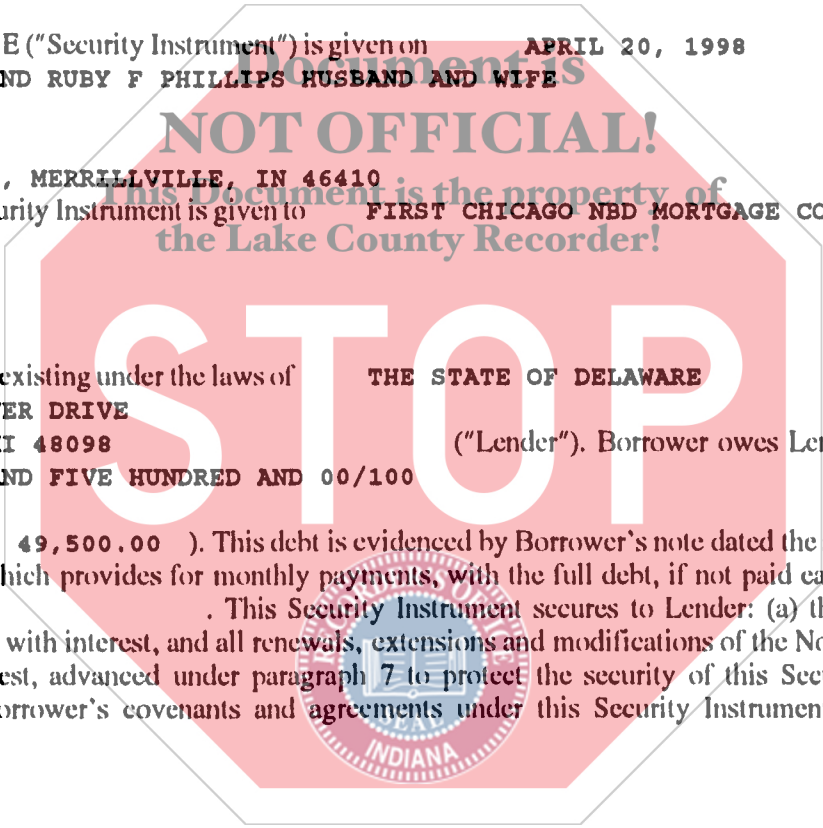 E ("Security Instrument") is given on APRIL 20, 1998
Document is
ND RUBY F PHILLIPS HUSBAND AND WIFE
NOT OFFICIAL!
, MERRILLVILLE, IN 46410
This Document is the property of
urity Instrument is given to FIRST CHICAGO NBD MORTGAGE CO
the Lake County Recorder!
STOP
existing under the laws of THE STATE OF DELAWARE
ER DRIVE
I 48098 ("Lender"). Borrower owes Len
ND FIVE HUNDRED AND 00/100
49,500.00 ). This debt is evidenced by Borrower's note dated the
hich provides for monthly payments, with the full debt, if not paid ea
. This Security Instrument secures to Lender: (a) th
with interest, and all renewals, extensions and modifications of the No
est, advanced under paragraph 7 to protect the security of this Sec
orrower's covenants and agreements under this Security Instrumen
RECORDER'S OFFICE
SEAL
INDIANA